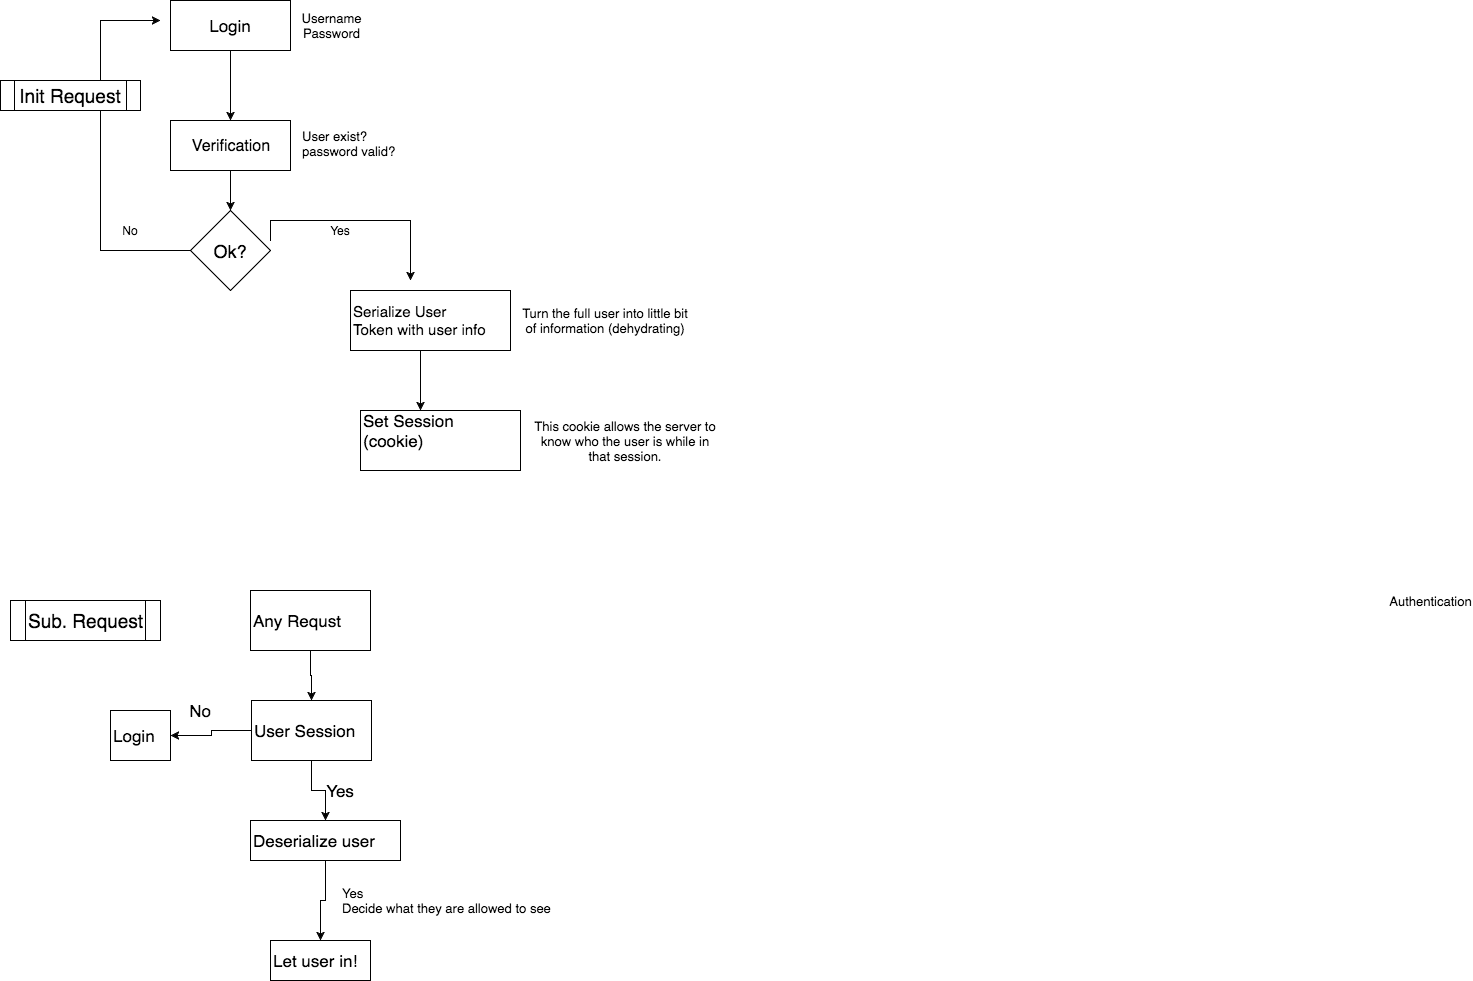 Login
Username
Password
Init Request
Verification
User exist?
password valid?
No
Ok?
Yes
Serialize User
Token with user info
Turn the full user into little bit
of information (dehydrating)
Set Session
(cookie)
This cookie allows the server to
know who the user is while in
that session.
Sub. Request
Any Requst
Authentication
No
Login
User Session
Yes
Deserialize user
Yes
Decide what they are allowed to see
Let user in!